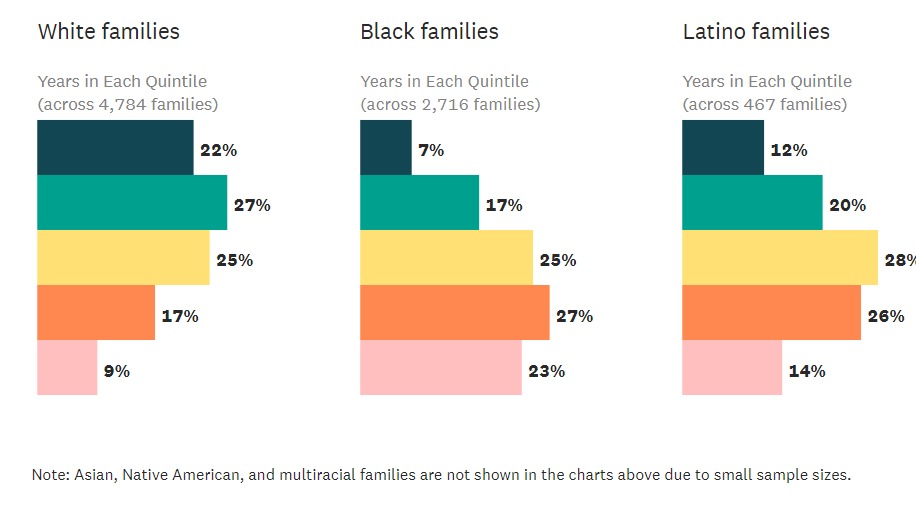 White families
Years in Each Quintile
(across 4,784 families)
22%
27%
25%
17%
9%
Black families
Years in Each Quintile
(across 2,716 families)
7%
17%
25%
27%
23%
Latino families
Years in Each Quintile
(across 467 families)
12%
20%
28%
26%
14%
Note: Asian, Native American, and multiracial families are not shown in the charts above due to small sample sizes.